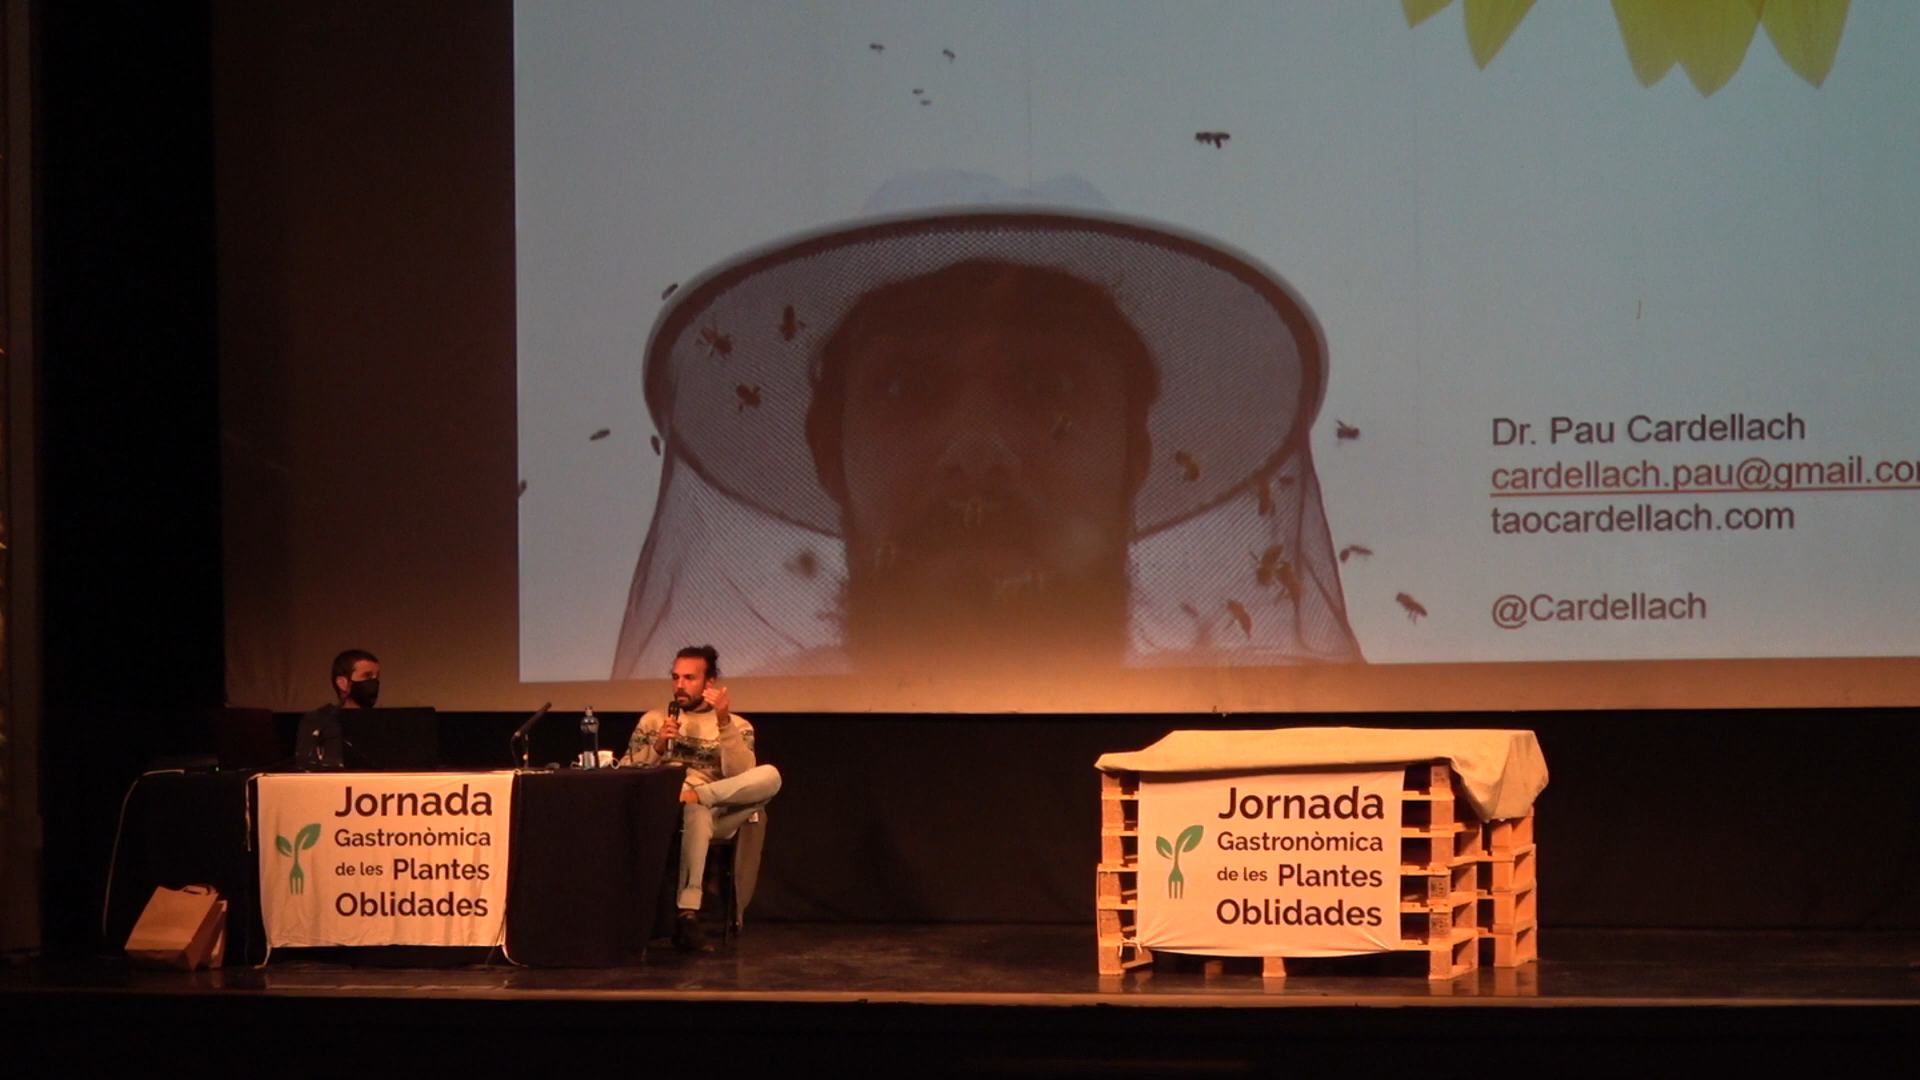 Dr. Pau Cardellach
cardellach.pau@gmail.co
taocardellach.com
@Cardellach
Jornada
Gastronòmica
de les Plantes
Oblidades
Jornada
Gastronòmica
de les Plantes
Oblidades